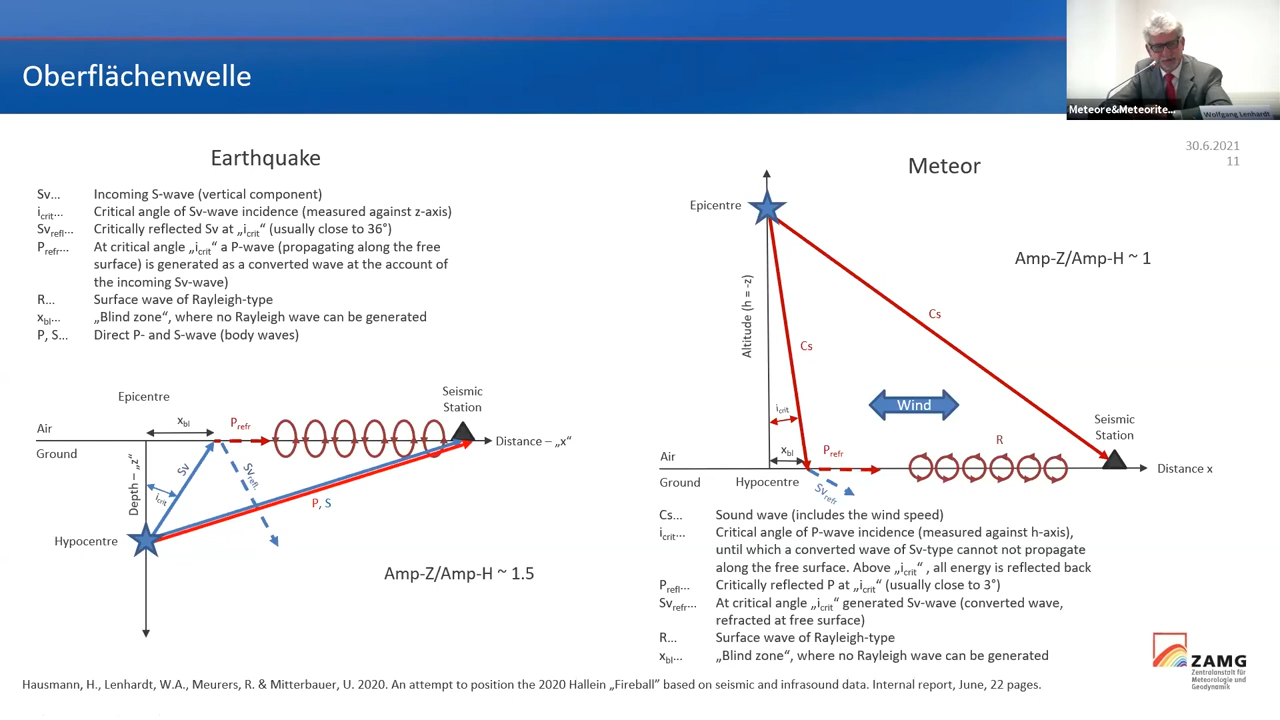 Oberflächenwelle
Meteore&Meteorite...
Wolfgang Lenhardt
30.6.2021
11
Earthquake
Sv... Incoming S-wave (vertical component)
icrit... Critical angle of Sv-wave incidence (measured against z-axis)
Svrefl... Critically reflected Sv at „icrit“ (usually close to 36°)
Prefr... At critical angle „icrit“ a P-wave (propagating along the free
surface) is generated as a converted wave at the account of
the incoming Sv-wave)
R... Surface wave of Rayleigh-type
xbl... „Blind zone“, where no Rayleigh wave can be generated
P, S... Direct P- and S-wave (body waves)
Epicentre
Seismic
Station
xbl
Prefr
Air
Ground
Distance – „x“
Depth – „z“
Sv
icrit
Svrefl.
P, S
Hypocentre
Amp-Z/Amp-H ~ 1.5
Meteor
Epicentre
Amp-Z/Amp-H ~ 1
Altitude (h = -z)
Cs
Cs
Wind
icrit
Seismic
Station
xbl
Prefr
R
Air
Ground
Hypocentre
Svrefr
Distance x
Cs... Sound wave (includes the wind speed)
icrit... Critical angle of P-wave incidence (measured against h-axis),
until which a converted wave of Sv-type cannot not propagate
along the free surface. Above „icrit“ , all energy is reflected back
Prefl... Critically reflected P at „icrit“ (usually close to 3°)
Svrefr... At critical angle „icrit“ generated Sv-wave (converted wave,
refracted at free surface)
R... Surface wave of Rayleigh-type
xbl... „Blind zone“, where no Rayleigh wave can be generated
ZAMG
Zentralanstalt für
Meteorologie und
Geodynamik
Hausmann, H., Lenhardt, W.A., Meurers, R. & Mitterbauer, U. 2020. An attempt to position the 2020 Hallein „Fireball” based on seismic and infrasound data. Internal report, June, 22 pages.